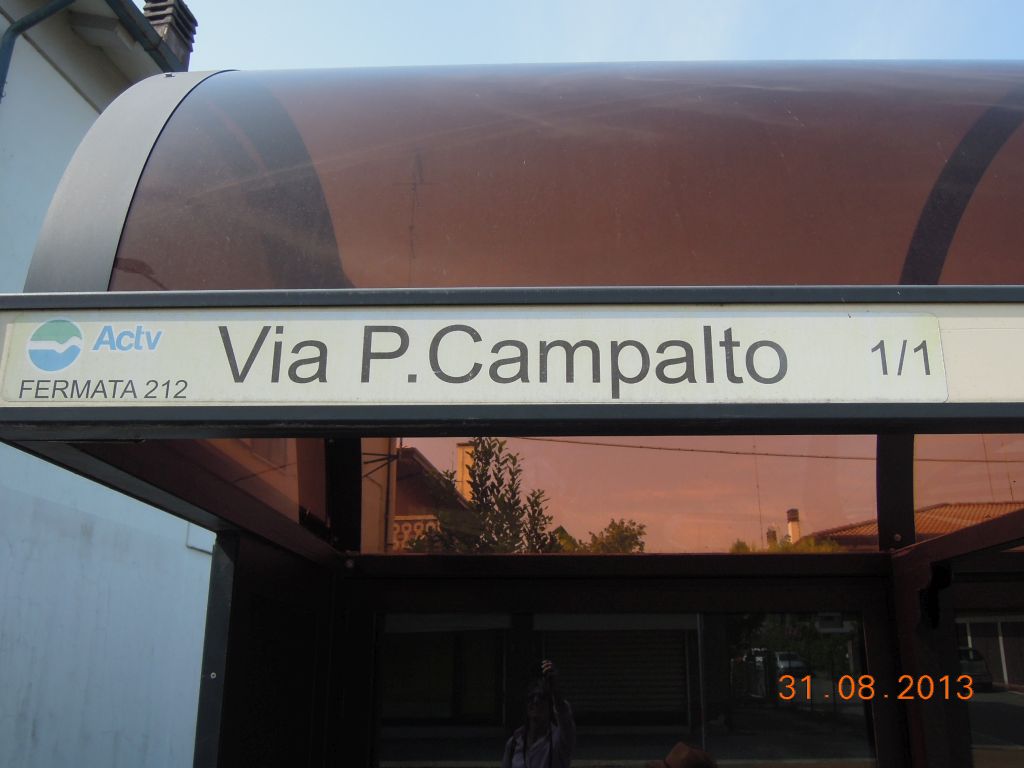 Actv
FERMATA 212
Via P.Campalto
1/1
31.08.2013